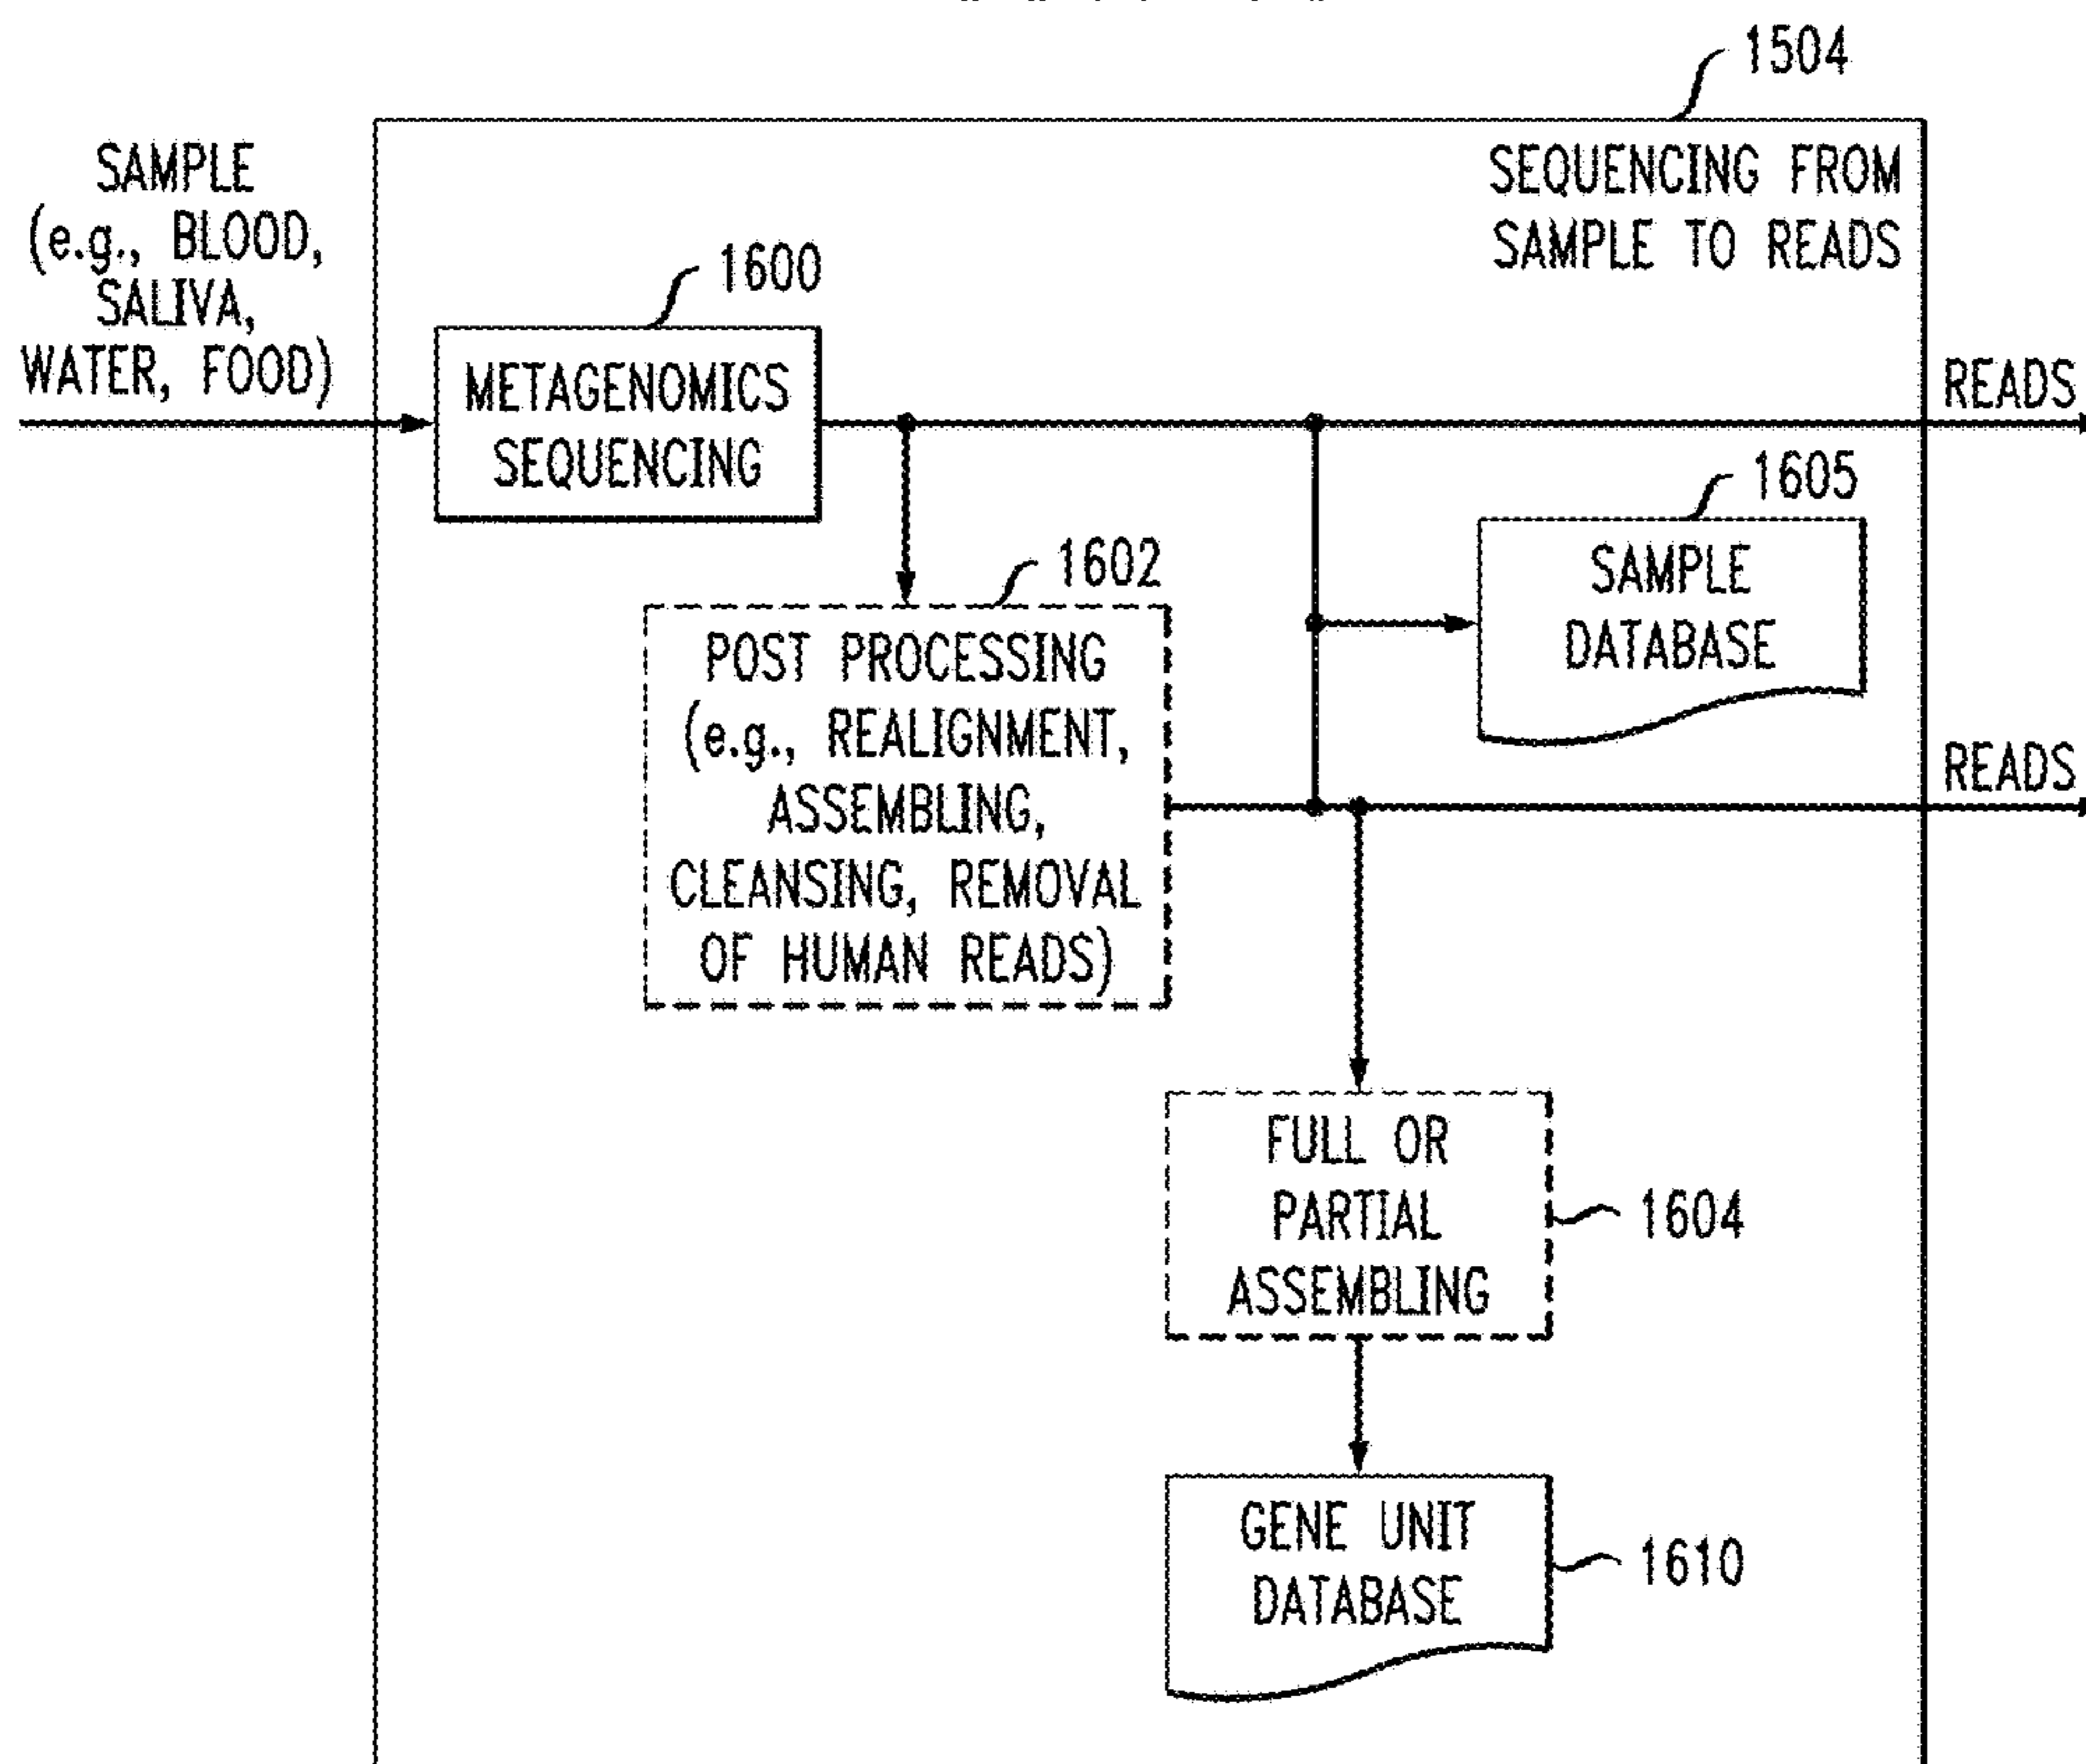 1504
SAMPLE
(e.g., BLOOD,
SALIVA,
WATER, FOOD)
SEQUENCING FROM
SAMPLE TO READS
1600
METAGENOMICS
SEQUENCING
READS
1605
SAMPLE
DATABASE
1602
POST PROCESSING
(e.g., REALIGNMENT,
ASSEMBLING,
CLEANSING, REMOVAL
OF HUMAN READS)
READS
FULL OR
PARTIAL
ASSEMBLING
1604
GENE UNIT
DATABASE
1610